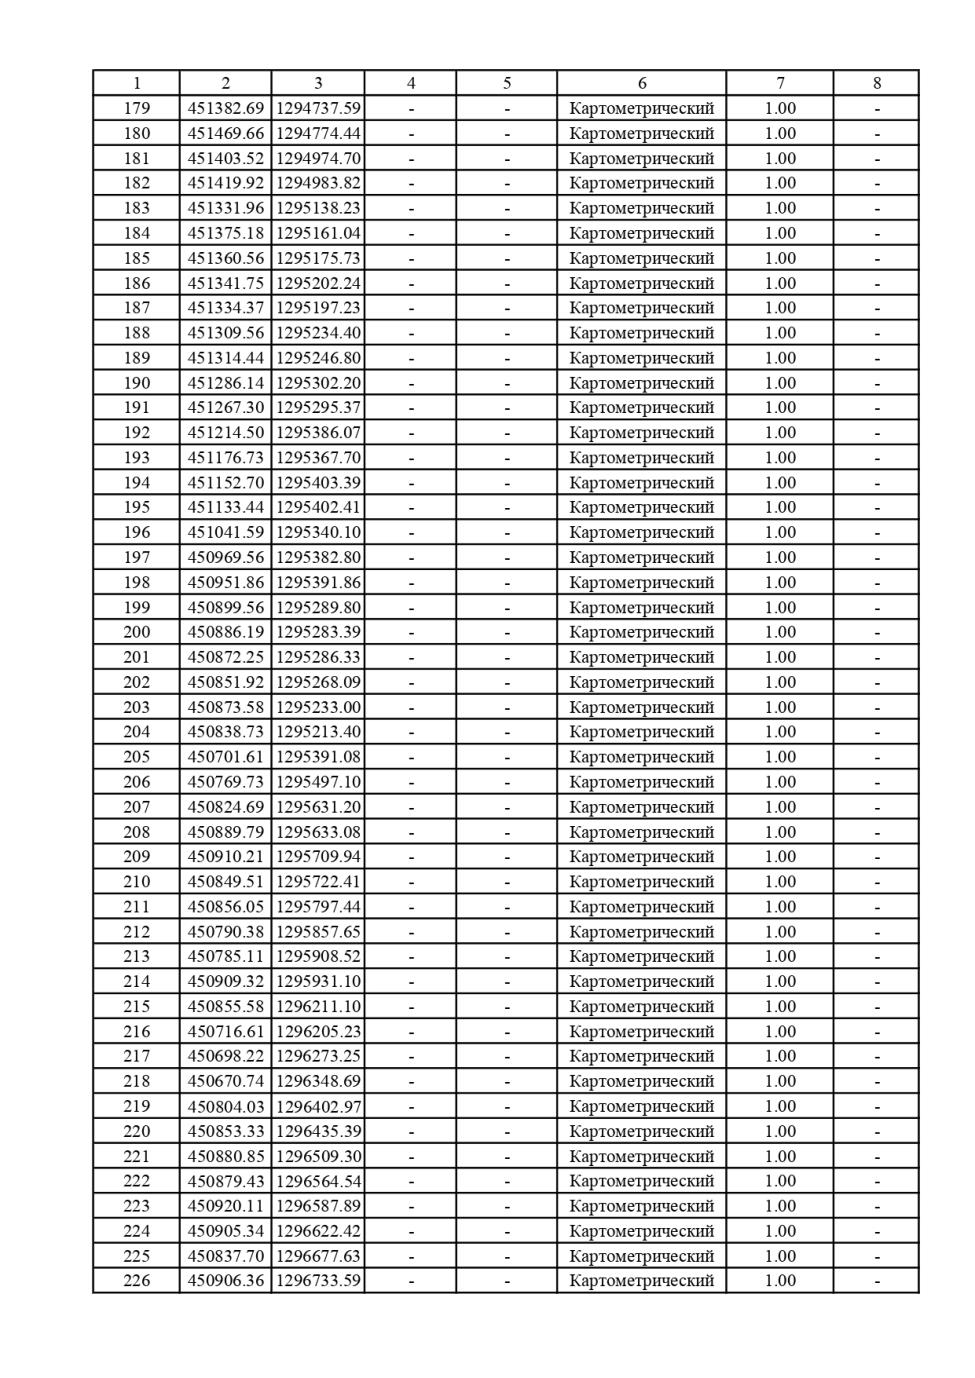 1 2 3 4 5 6 7 8
179 451382.69 1294737.59 - - Картометрический 1.00 -
180 451469.66 1294774.44 - - Картометрический 1.00 -
181 451403.52 1294974.70 - - Картометрический 1.00 -
182 451419.92 1294983.82 - - Картометрический 1.00 -
183 451331.96 1295138.23 - - Картометрический 1.00 -
184 451375.18 1295161.04 - - Картометрический 1.00 -
185 451360.56 1295175.73 - - Картометрический 1.00 -
186 451341.75 1295202.24 - - Картометрический 1.00 -
187 451334.37 1295197.23 - - Картометрический 1.00 -
188 451309.56 1295234.40 - - Картометрический 1.00 -
189 451314.44 1295246.80 - - Картометрический 1.00 -
190 451286.14 1295302.20 - - Картометрический 1.00 -
191 451267.30 1295295.37 - - Картометрический 1.00 -
192 451214.50 1295386.07 - - Картометрический 1.00 -
193 451176.73 1295367.70 - - Картометрический 1.00 -
194 451152.70 1295403.39 - - Картометрический 1.00 -
195 451133.44 1295402.41 - - Картометрический 1.00 -
196 451041.59 1295340.10 - - Картометрический 1.00 -
197 450969.56 1295382.80 - - Картометрический 1.00 -
198 450951.86 1295391.86 - - Картометрический 1.00 -
199 450899.56 1295289.80 - - Картометрический 1.00 -
200 450886.19 1295283.39 - - Картометрический 1.00 -
201 450872.25 1295286.33 - - Картометрический 1.00 -
202 450851.92 1295268.09 - - Картометрический 1.00 -
203 450873.58 1295233.00 - - Картометрический 1.00 -
204 450838.73 1295213.40 - - Картометрический 1.00 -
205 450701.61 1295391.08 - - Картометрический 1.00 -
206 450769.73 1295497.10 - - Картометрический 1.00 -
207 450824.69 1295631.20 - - Картометрический 1.00 -
208 450889.79 1295633.08 - - Картометрический 1.00 -
209 450910.21 1295709.94 - - Картометрический 1.00 -
210 450849.51 1295722.41 - - Картометрический 1.00 -
211 450856.05 1295797.44 - - Картометрический 1.00 -
212 450790.38 1295857.65 - - Картометрический 1.00 -
213 450785.11 1295908.52 - - Картометрический 1.00 -
214 450909.32 1295931.10 - - Картометрический 1.00 -
215 450855.58 1296211.10 - - Картометрический 1.00 -
216 450716.61 1296205.23 - - Картометрический 1.00 -
217 450698.22 1296273.25 - - Картометрический 1.00 -
218 450670.74 1296348.69 - - Картометрический 1.00 -
219 450804.03 1296402.97 - - Картометрический 1.00 -
220 450853.33 1296435.39 - - Картометрический 1.00 -
221 450880.85 1296509.30 - - Картометрический 1.00 -
222 450879.43 1296564.54 - - Картометрический 1.00 -
223 450920.11 1296587.89 - - Картометрический 1.00 -
224 450905.34 1296622.42 - - Картометрический 1.00 -
225 450837.70 1296677.63 - - Картометрический 1.00 -
226 450906.36 1296733.59 - - Картометрический 1.00 -